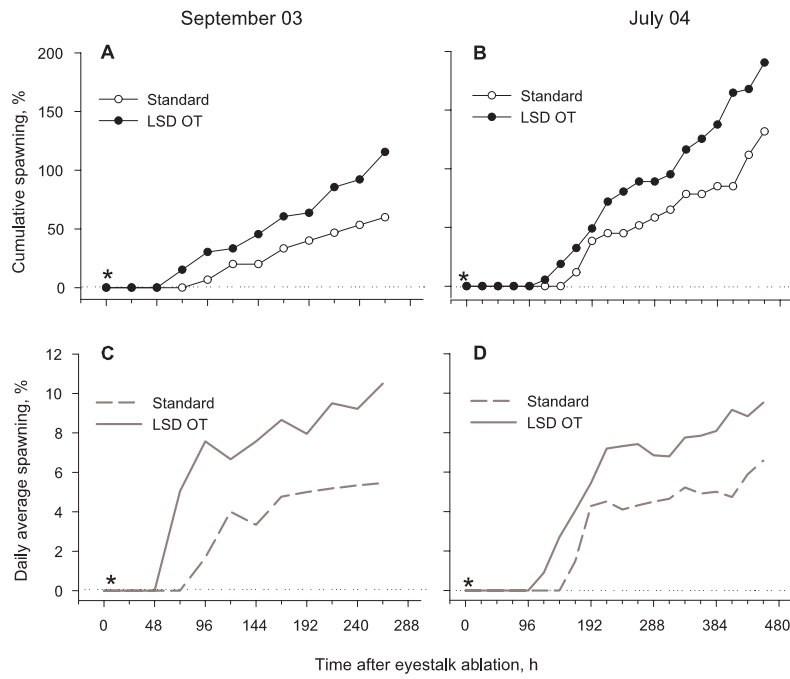 September 03
July 04
A
B
Cumulative spawning, %
200
150
100
50
0
Standard
LSD OT
*
Standard
LSD OT
*
C
D
Daily average spawning, %
12
10
8
6
4
2
0
Standard
LSD OT
*
Standard
LSD OT
*
0 48 96 144 192 240 288
0 96 192 288 384 480
Time after eyestalk ablation, h